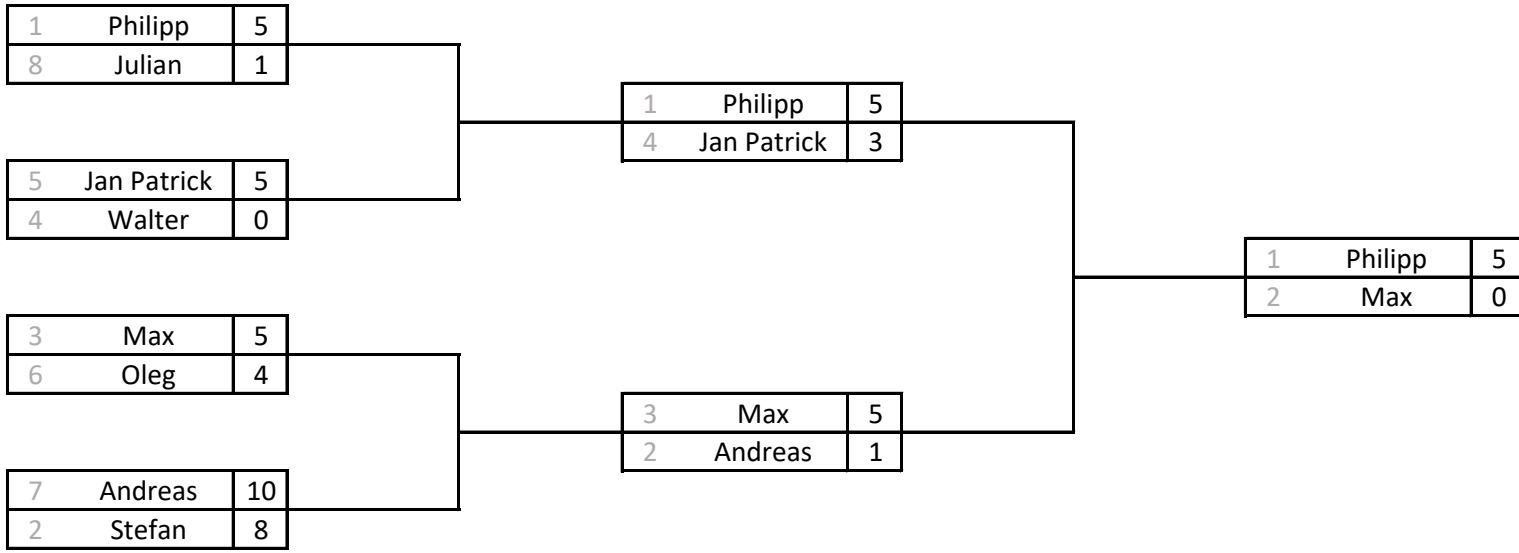 1 Philipp 5
8 Julian 1
1 Philipp 5
4 Jan Patrick 3
5 Jan Patrick 5
4 Walter 0
1 Philipp 5
2 Max 0
3 Max 5
6 Oleg 4
3 Max 5
2 Andreas 1
7 Andreas 10
2 Stefan 8